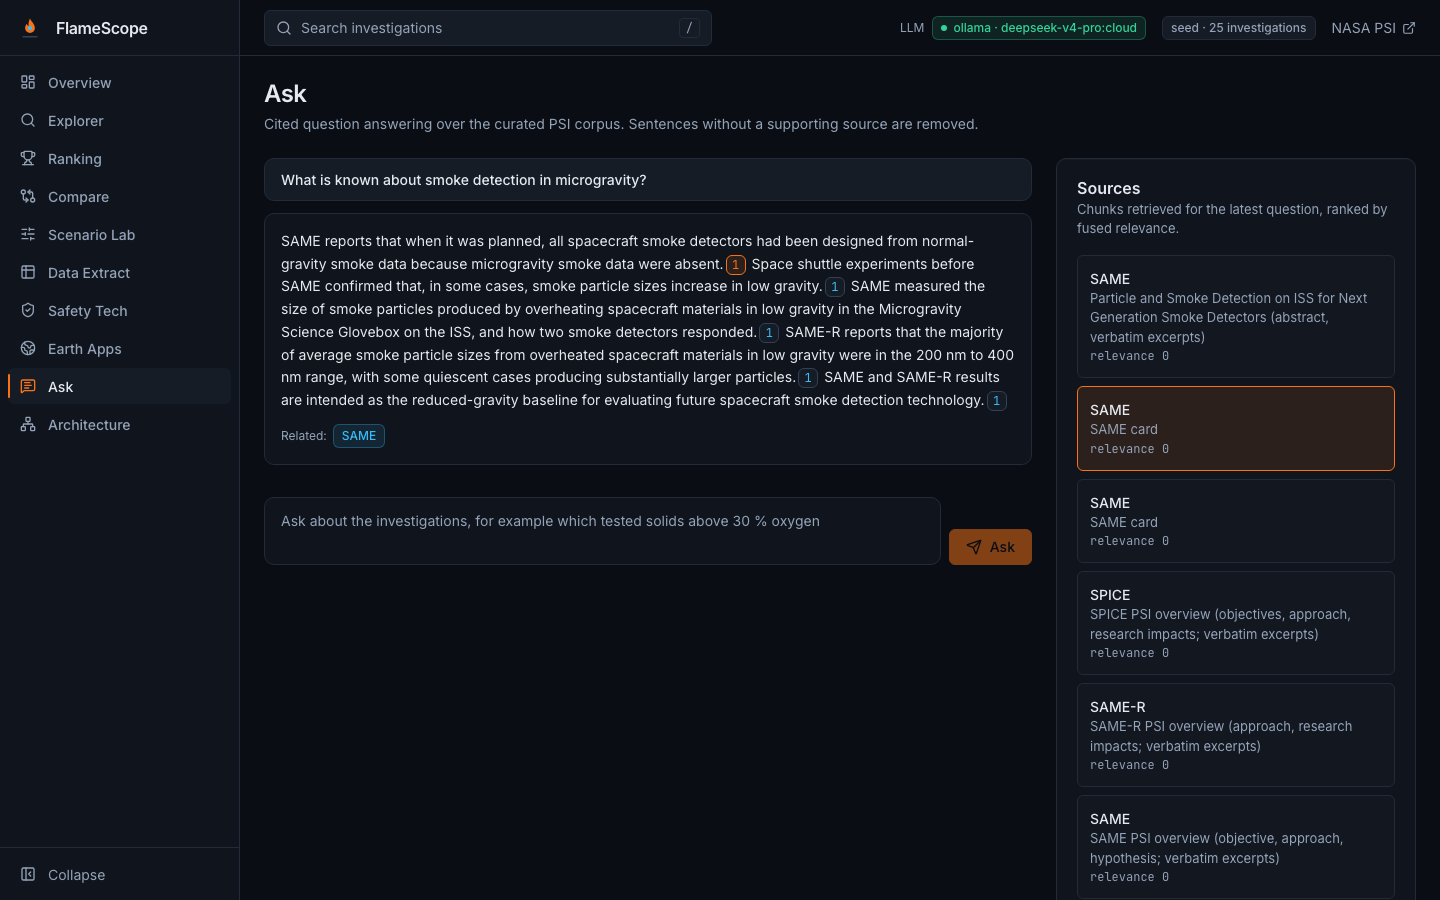 FlameScope
Search investigations
/
LLM
ollama · deepseek-v4-pro:cloud
seed · 25 investigations
NASA PSI
Overview
Explorer
Ranking
Compare
Scenario Lab
Data Extract
Safety Tech
Earth Apps
Ask
Architecture
Collapse
Ask
Cited question answering over the curated PSI corpus. Sentences without a supporting source are removed.
What is known about smoke detection in microgravity?
SAME reports that when it was planned, all spacecraft smoke detectors had been designed from normal-
gravity smoke data because microgravity smoke data were absent. 1 Space shuttle experiments before
SAME confirmed that, in some cases, smoke particle sizes increase in low gravity. 1 SAME measured the
size of smoke particles produced by overheating spacecraft materials in low gravity in the Microgravity
Science Glovebox on the ISS, and how two smoke detectors responded. 1 SAME-R reports that the majority
of average smoke particle sizes from overheated spacecraft materials in low gravity were in the 200 nm to 400
nm range, with some quiescent cases producing substantially larger particles. 1 SAME and SAME-R results
are intended as the reduced-gravity baseline for evaluating future spacecraft smoke detection technology. 1
Related: SAME
Ask about the investigations, for example which tested solids above 30 % oxygen
Ask
Sources
Chunks retrieved for the latest question, ranked by
fused relevance.
SAME
Particle and Smoke Detection on ISS for Next
Generation Smoke Detectors (abstract,
verbatim excerpts)
relevance 0
SAME
SAME card
relevance 0
SAME
SAME card
relevance 0
SPICE
SPICE PSI overview (objectives, approach,
research impacts; verbatim excerpts)
relevance 0
SAME-R
SAME-R PSI overview (approach, research
impacts; verbatim excerpts)
relevance 0
SAME
SAME PSI overview (objective, approach,
hypothesis; verbatim excerpts)
relevance 0